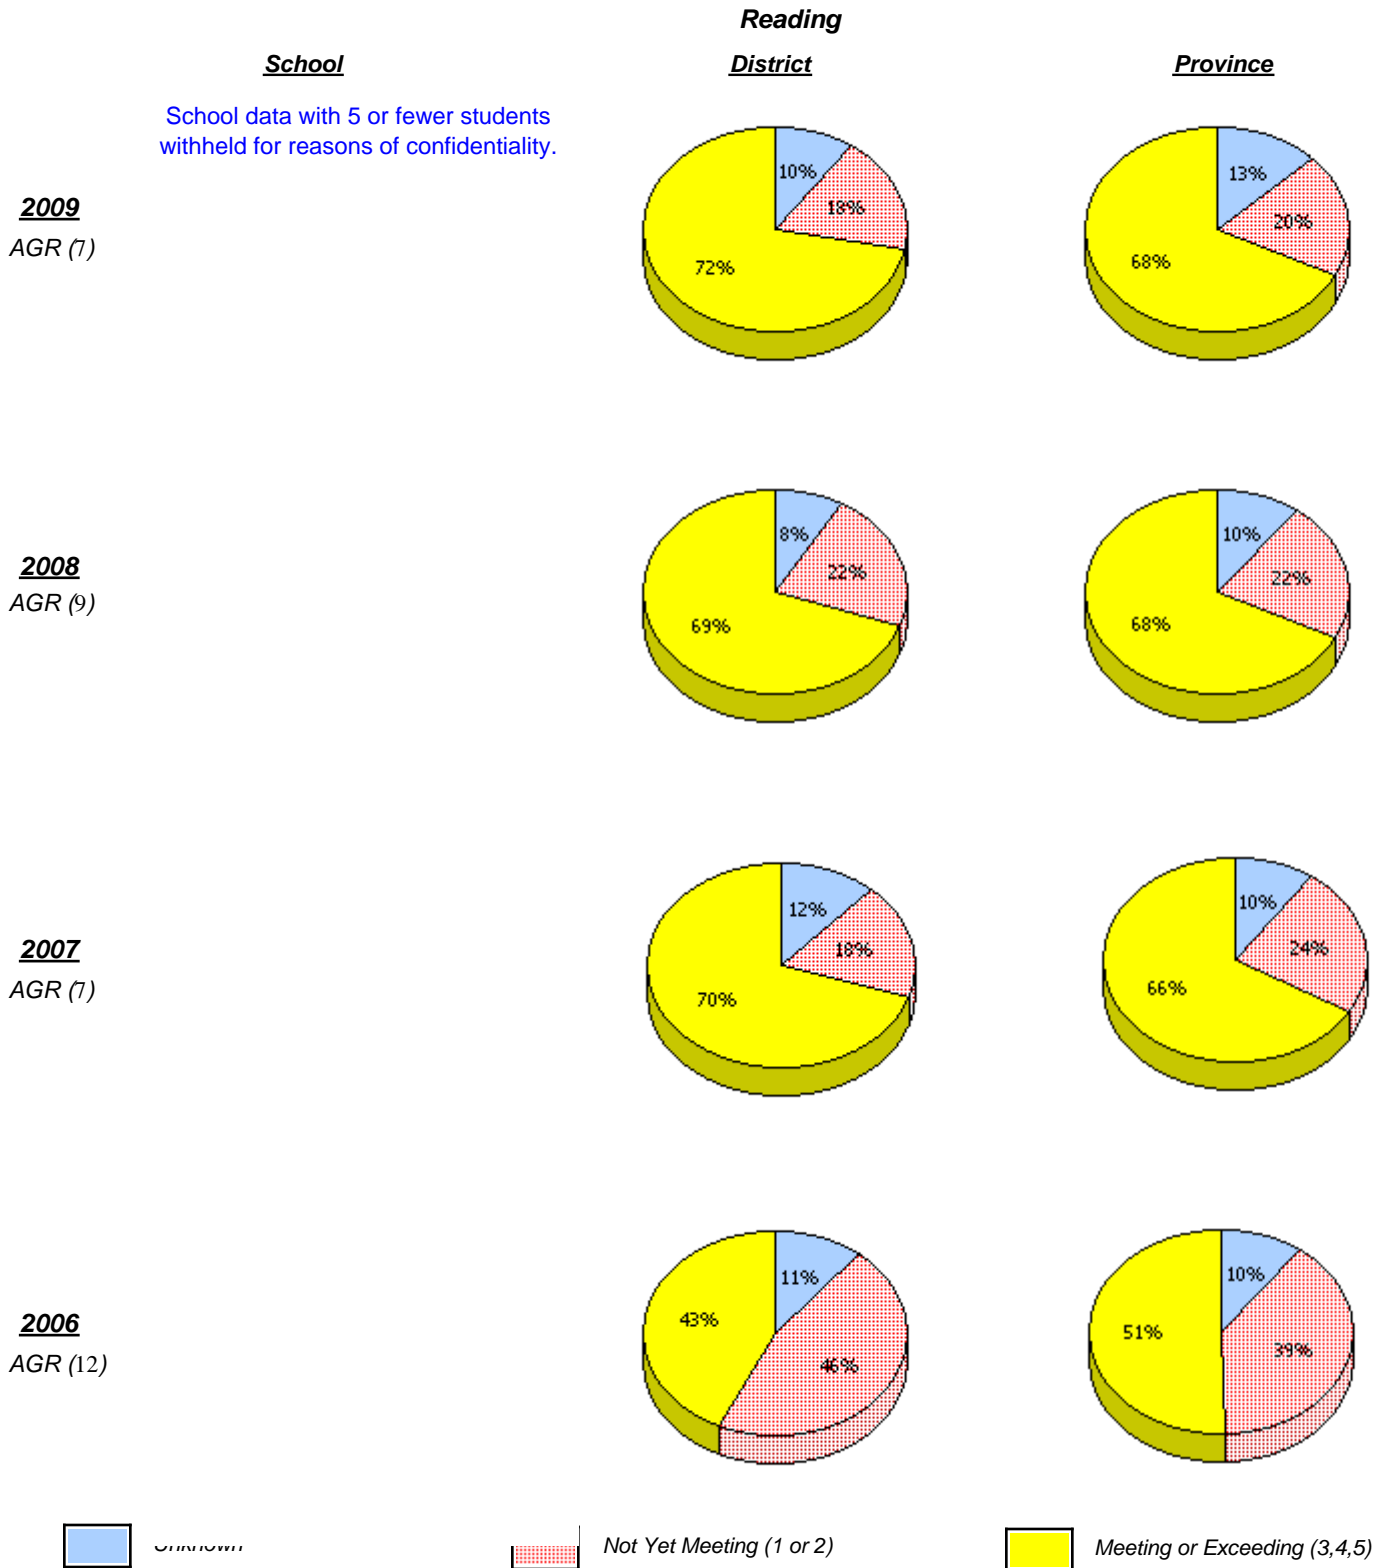 Reading
School
District
Province
School data with 5 or fewer students
withheld for reasons of confidentiality.
2009
AGR (7)
10%
18%
72%
13%
20%
68%
2008
AGR (9)
8%
22%
69%
10%
22%
68%
2007
AGR (7)
12%
18%
70%
10%
24%
66%
2006
AGR (12)
11%
46%
43%
10%
39%
51%
Unknown
Not Yet Meeting (1 or 2)
Meeting or Exceeding (3,4,5)